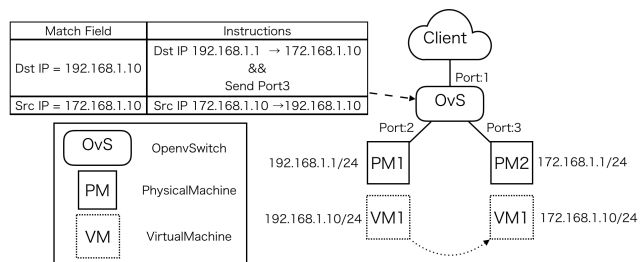 Match Field
Instructions
Dst IP = 192.168.1.10
Dst IP 192.168.1.1 → 172.168.1.10
&&
Send Port3
Src IP = 172.168.1.10
Src IP 172.168.1.10 →192.168.1.10
Client
Port:1
OvS
Port:2
Port:3
192.168.1.1/24
PM1
PM2
172.168.1.1/24
192.168.1.10/24
VM1
VM1
172.168.1.10/24
OvS
OpenvSwitch
PM
PhysicalMachine
VM
VirtualMachine